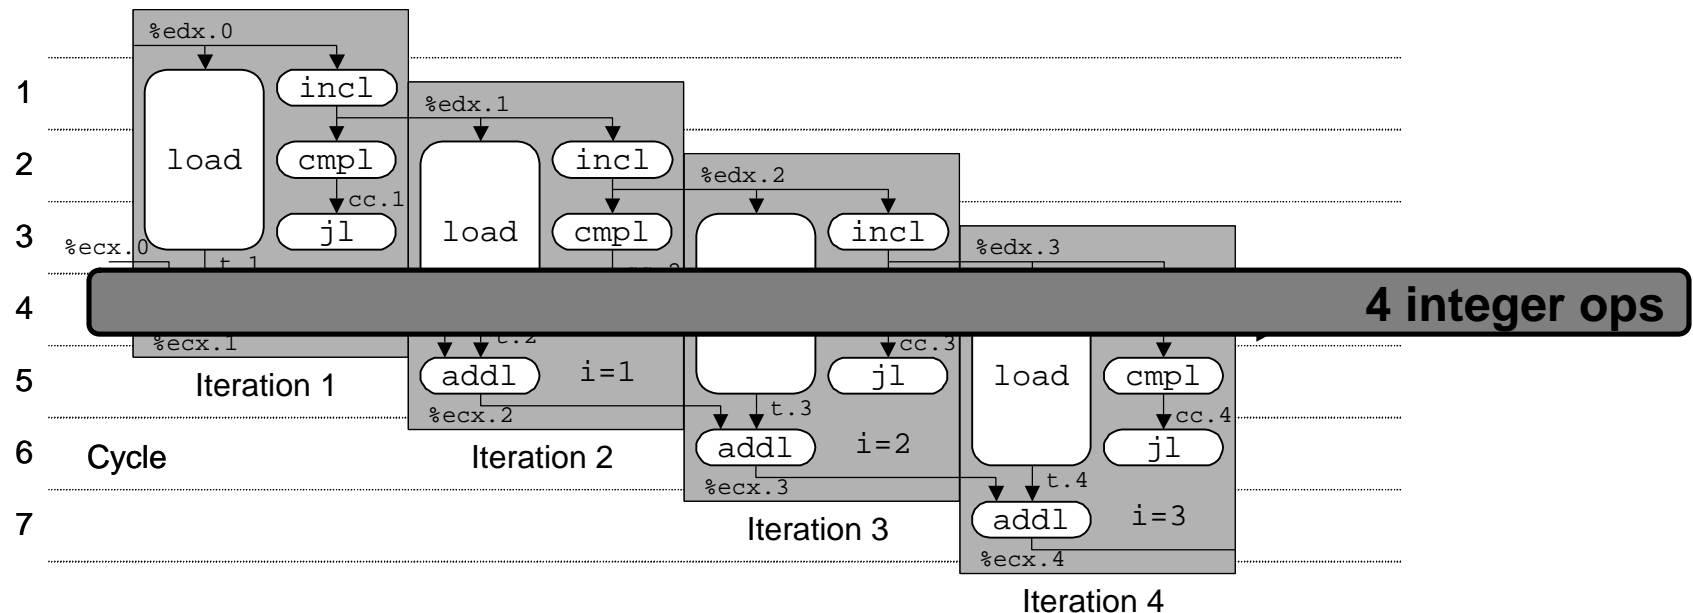 %edx.0
1
incl
%edx.1
2
load
cmpl
incl
%edx.2
cc.1
3
jl
load
cmpl
incl
%edx.3
%ecx.0
t.1
4
4 integer ops
%ecx.1
t.2
cc.3
5
Iteration 1
addl
i=1
jl
load
cmpl
%ecx.2
t.3
cc.4
6
Cycle
Iteration 2
addl
i=2
jl
%ecx.3
t.4
7
Iteration 3
addl
i=3
%ecx.4
Iteration 4